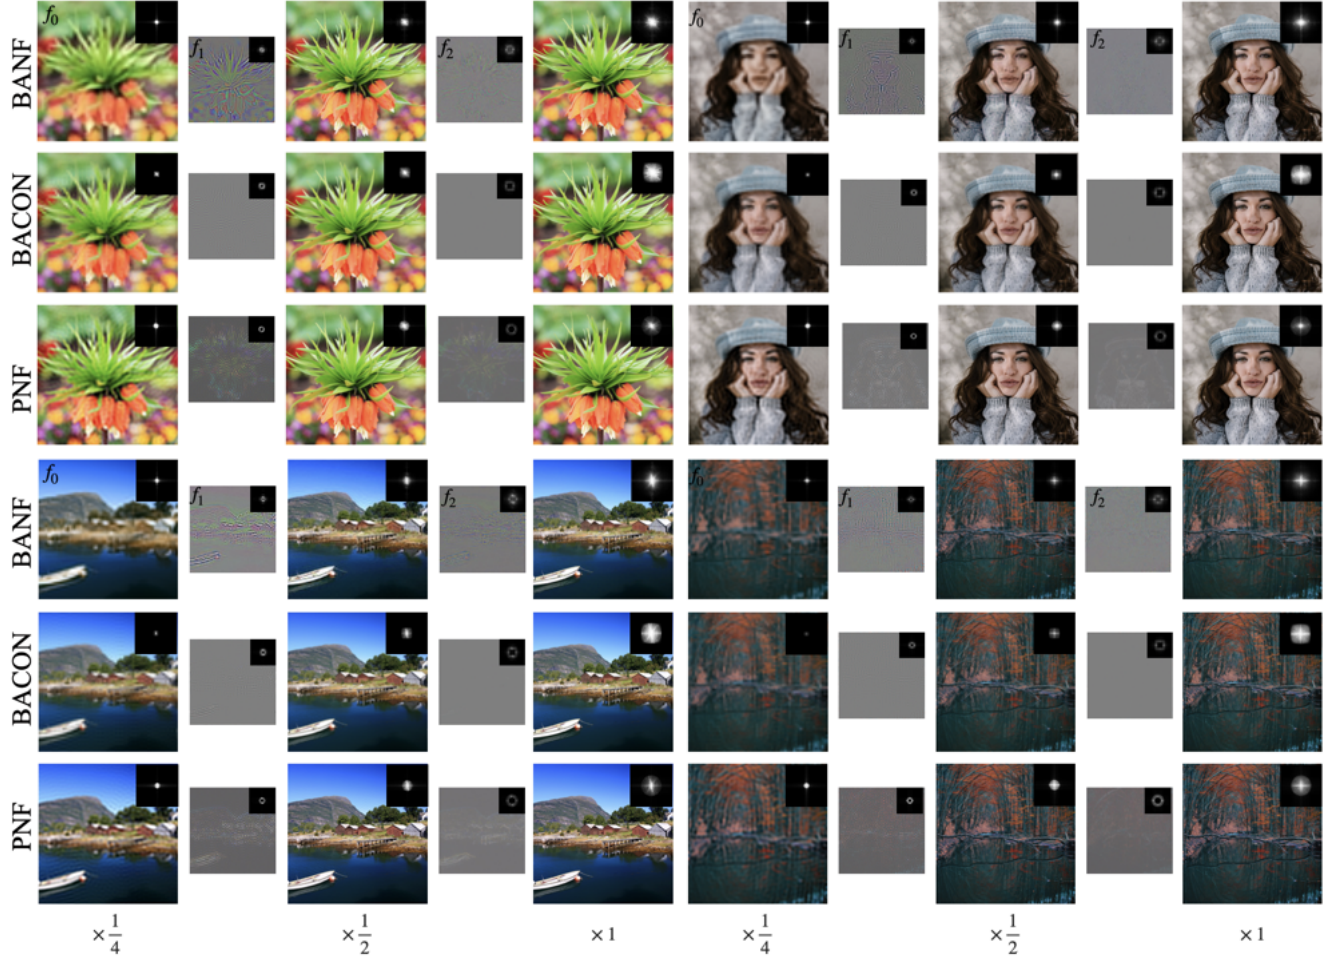 BANF f₀ f₁ f₂ f₀ f₁ f₂
BACON
PNF
BANF f₀ f₁ f₂ f₀ f₁ f₂
BACON
PNF
× 1/4 × 1/2 × 1 × 1/4 × 1/2 × 1